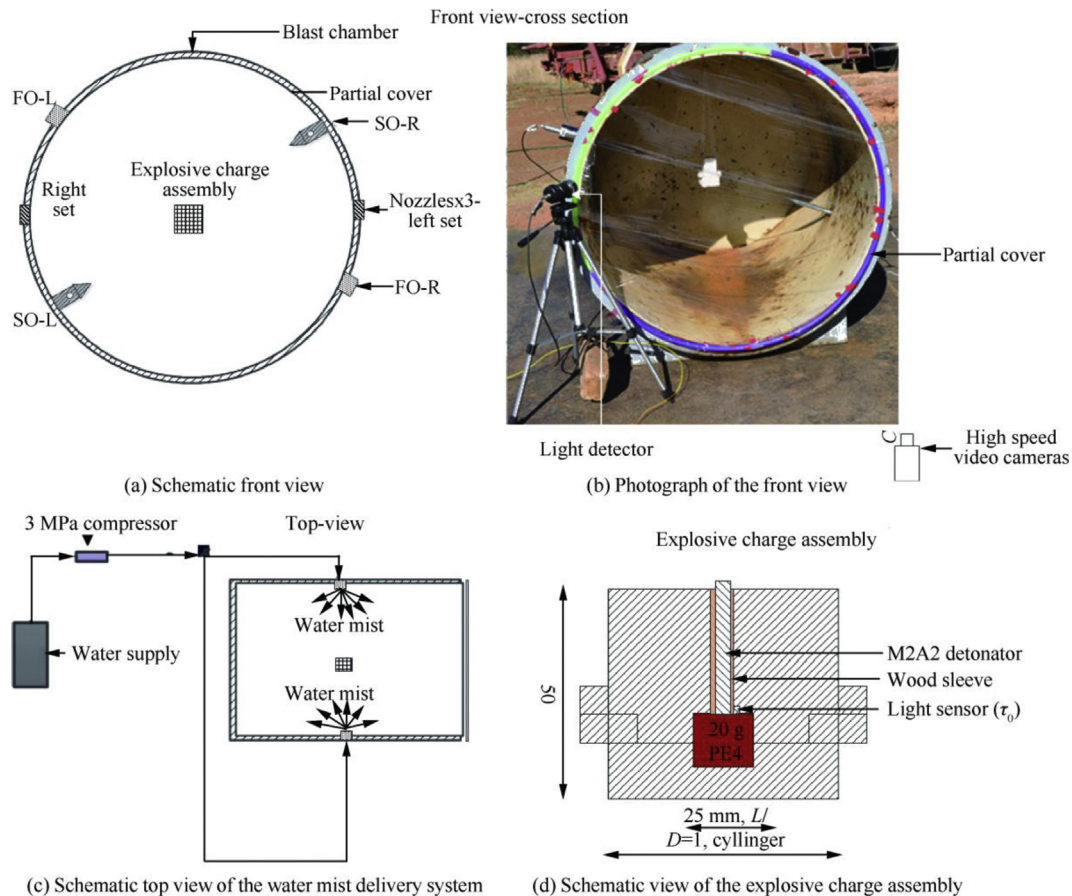 Front view-cross section
Blast chamber
FO-L
Partial cover
SO-R
Explosive charge
assembly
Right
set
Nozzlesx3-
left set
FO-R
SO-L
Partial cover
Light detector
C
High speed
video cameras
(a) Schematic front view
(b) Photograph of the front view
3 MPa compressor
Top-view
Water mist
Water supply
Water mist
Explosive charge assembly
50
M2A2 detonator
Wood sleeve
Light sensor (τ₀)
20 g
PE4
25 mm, L/
D=1, cyllinger
(c) Schematic top view of the water mist delivery system
(d) Schematic view of the explosive charge assembly